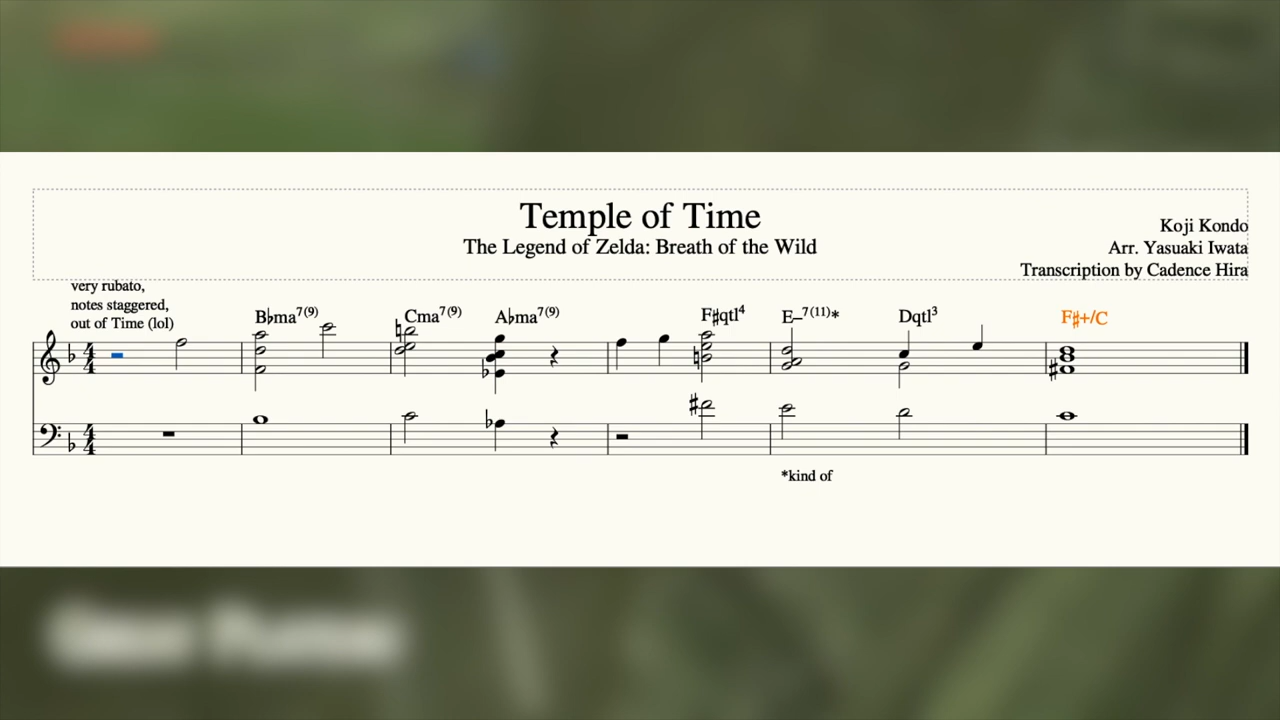 Temple of Time
The Legend of Zelda: Breath of the Wild
Koji Kondo
Arr. Yasuaki Iwata
Transcription by Cadence Hira
very rubato,
notes staggered,
out of Time (lol)
B♭ma7(9) Cma7(9) A♭ma7(9) F♯qtl4 E–7(11)* Dqtl3 F♯+/C
*kind of